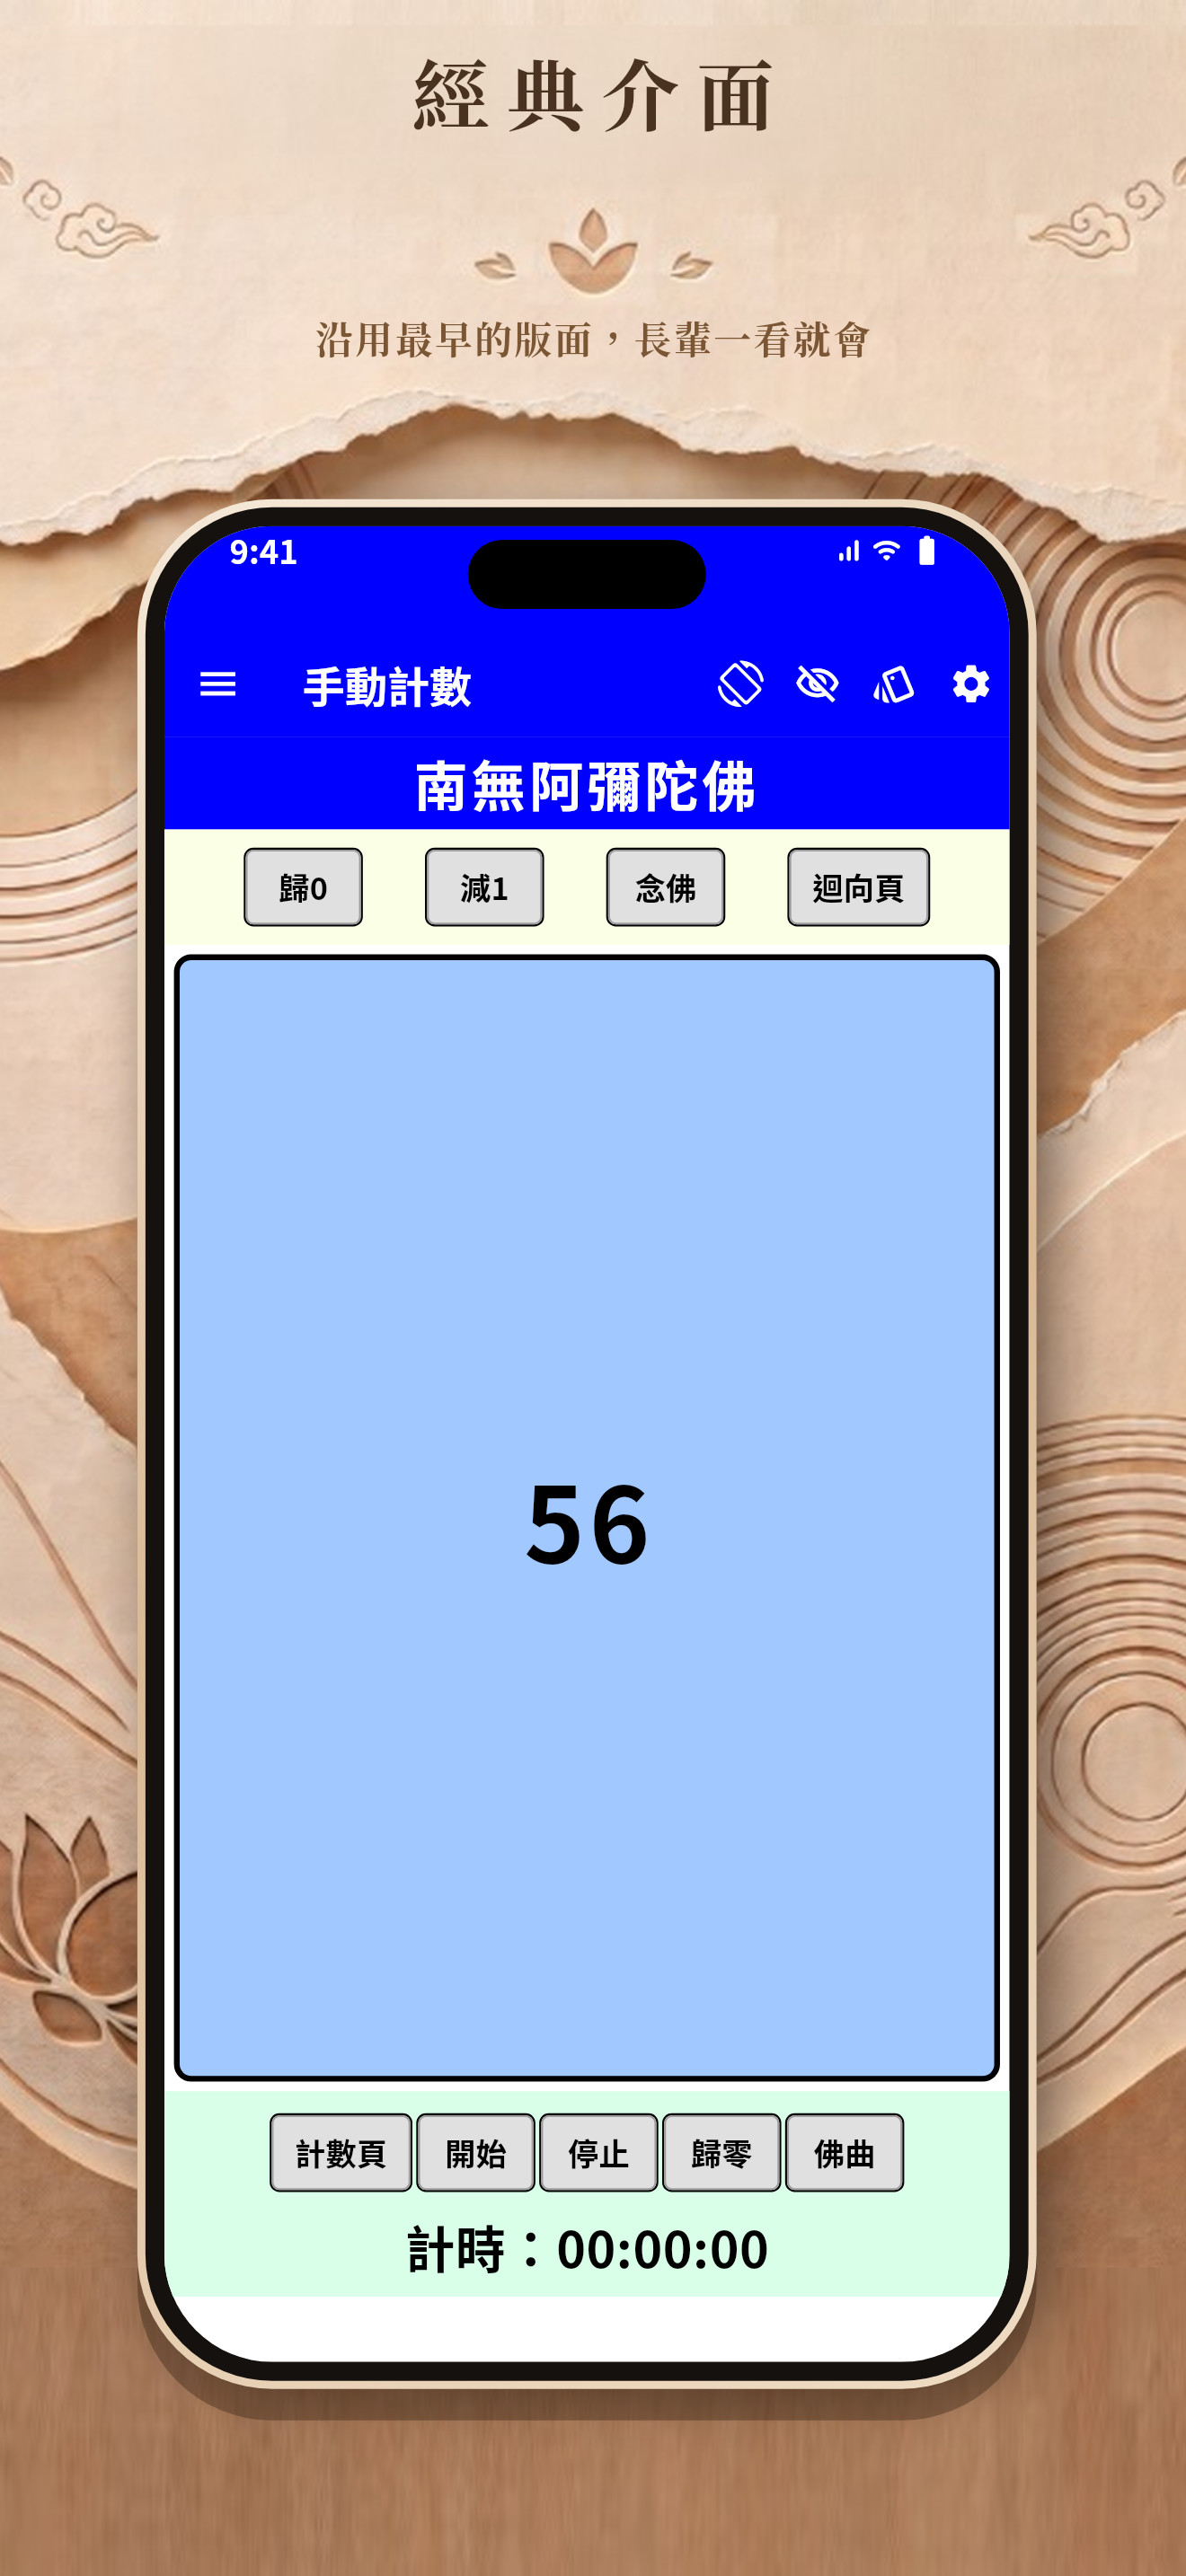 經典介面
沿用最早的版面，長輩一看就會
9:41
手動計數
南無阿彌陀佛
歸0 減1 念佛 迴向頁
56
計數頁 開始 停止 歸零 佛曲
計時：00:00:00